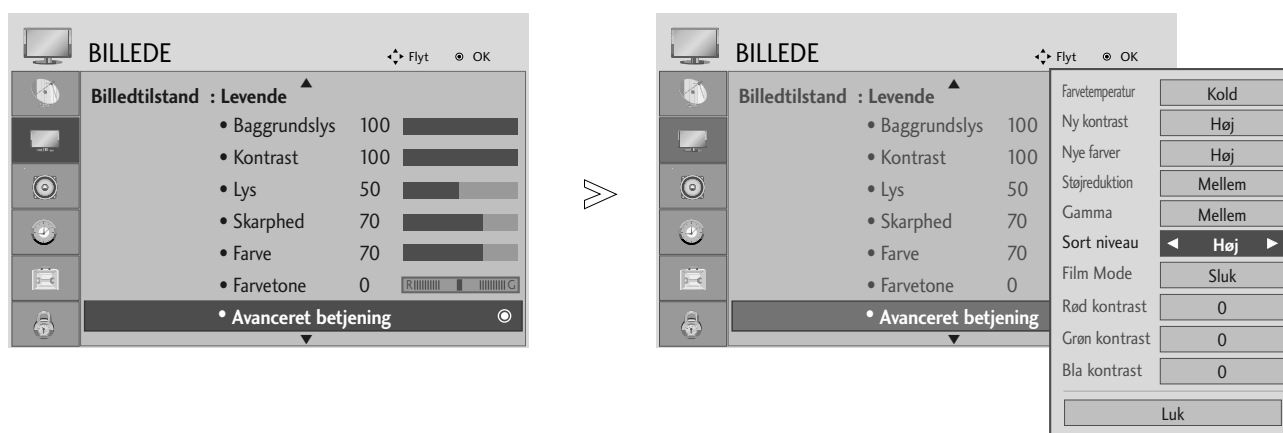 BILLEDE Flyt OK
Billedtilstand : Levende
• Baggrundslys 100
• Kontrast 100
• Lys 50
• Skarphed 70
• Farve 70
• Farvetone 0 R G
• Avanceret betjening
BILLEDE Flyt OK
Billedtilstand : Levende
• Baggrundslys 100
• Kontrast 100
• Lys 50
• Skarphed 70
• Farve 70
• Farvetone 0
• Avanceret betjening
Farvetemperatur Kold
Ny kontrast Høj
Nye farver Høj
Støjreduktion Mellem
Gamma Mellem
Sort niveau Høj
Film Mode Sluk
Rød kontrast 0
Grøn kontrast 0
Bla kontrast 0
Luk